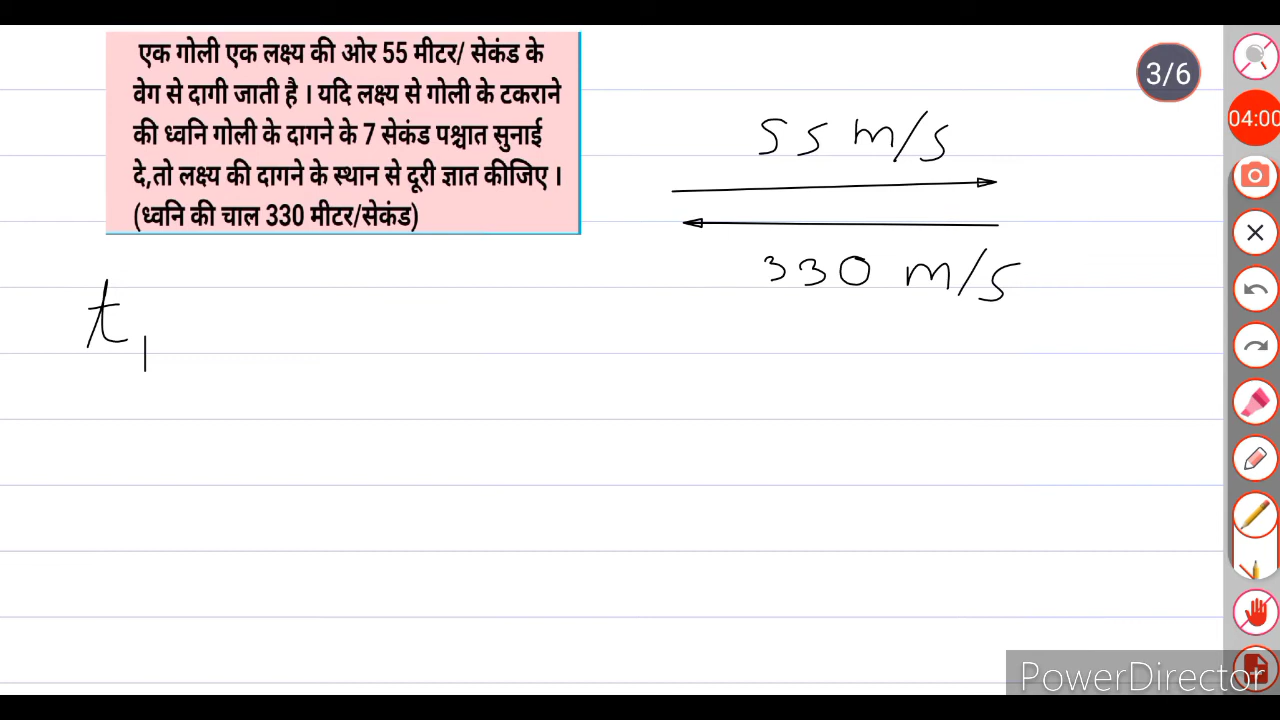 एक गोली एक लक्ष्य की ओर 55 मीटर/ सेकंड के
वेग से दागी जाती है । यदि लक्ष्य से गोली के टकराने
की ध्वनि गोली के दागने के 7 सेकंड पश्चात सुनाई
दे,तो लक्ष्य की दागने के स्थान से दूरी ज्ञात कीजिए ।
(ध्वनि की चाल 330 मीटर/सेकंड)
3/6
04:00
55 m/s
330 m/s
t1
PowerDirector